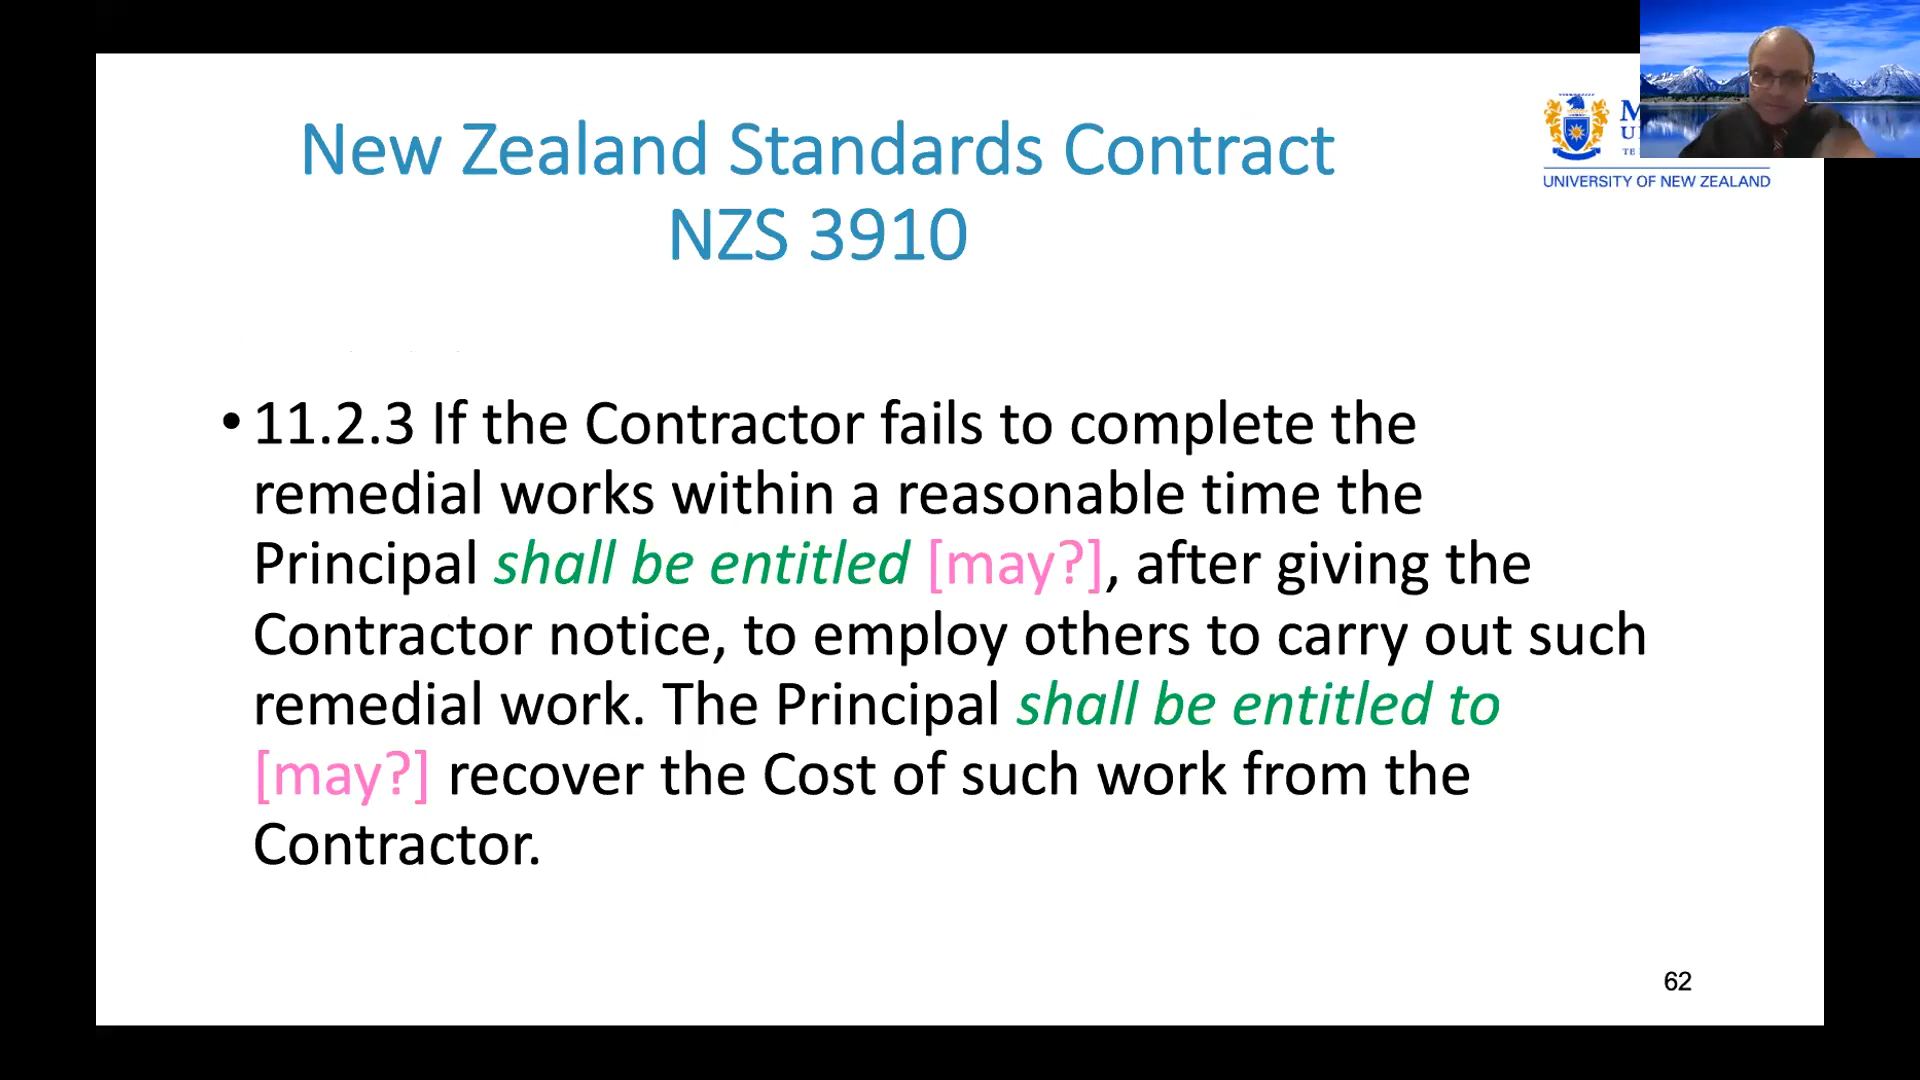 New Zealand Standards Contract
NZS 3910
UNIVERSITY OF NEW ZEALAND
• 11.2.3 If the Contractor fails to complete the
remedial works within a reasonable time the
Principal shall be entitled [may?], after giving the
Contractor notice, to employ others to carry out such
remedial work. The Principal shall be entitled to
[may?] recover the Cost of such work from the
Contractor.
62